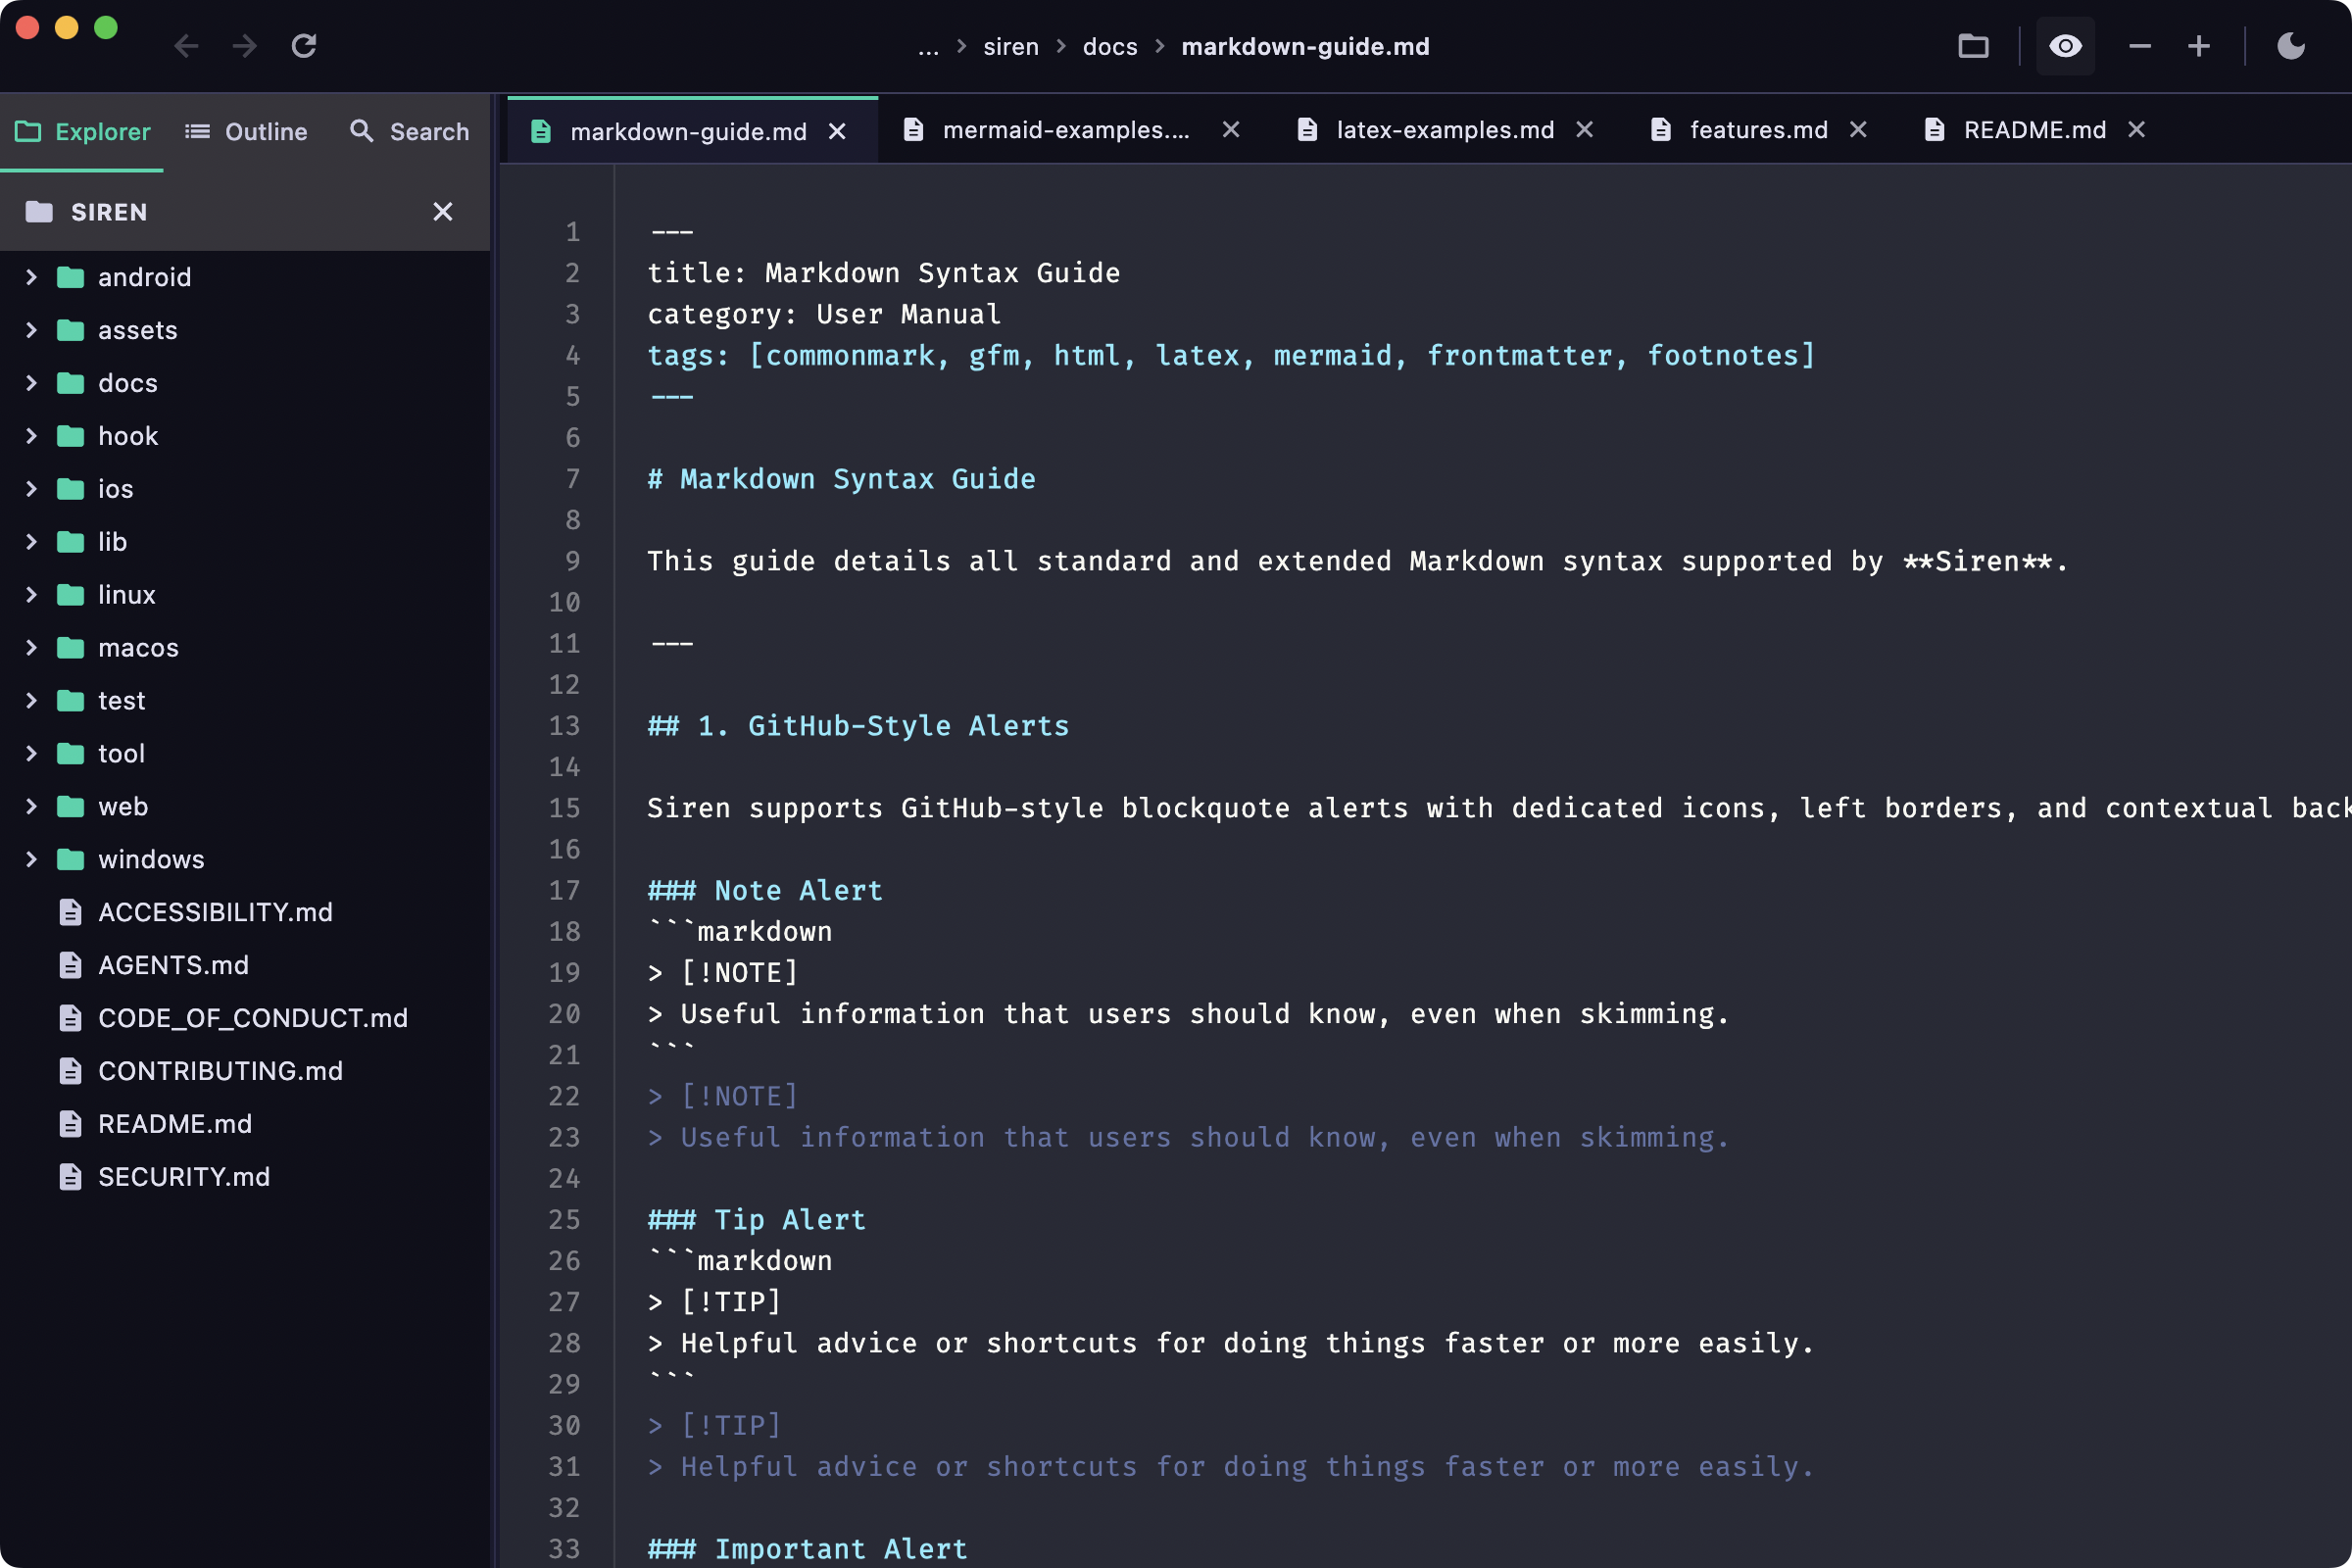 ... > siren > docs > markdown-guide.md
Explorer Outline Search
markdown-guide.md mermaid-examples.... latex-examples.md features.md README.md
SIREN
android
assets
docs
hook
ios
lib
linux
macos
test
tool
web
windows
ACCESSIBILITY.md
AGENTS.md
CODE_OF_CONDUCT.md
CONTRIBUTING.md
README.md
SECURITY.md
1 ---
2 title: Markdown Syntax Guide
3 category: User Manual
4 tags: [commonmark, gfm, html, latex, mermaid, frontmatter, footnotes]
5 ---
6
7 # Markdown Syntax Guide
8
9 This guide details all standard and extended Markdown syntax supported by **Siren**.
10
11 ---
12
13 ## 1. GitHub-Style Alerts
14
15 Siren supports GitHub-style blockquote alerts with dedicated icons, left borders, and contextual back
16
17 ### Note Alert
18 ```markdown
19 > [!NOTE]
20 > Useful information that users should know, even when skimming.
21 ```
22 > [!NOTE]
23 > Useful information that users should know, even when skimming.
24
25 ### Tip Alert
26 ```markdown
27 > [!TIP]
28 > Helpful advice or shortcuts for doing things faster or more easily.
29 ```
30 > [!TIP]
31 > Helpful advice or shortcuts for doing things faster or more easily.
32
33 ### Important Alert